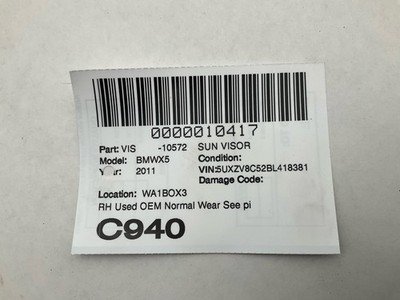 0000010417
Part: VIS -10572 SUN VISOR
Model: BMWX5 Condition:
Year: 2011 VIN:5UXZV8C52BL418381
Damage Code:
Location: WA1BOX3
RH Used OEM Normal Wear See pi
C940